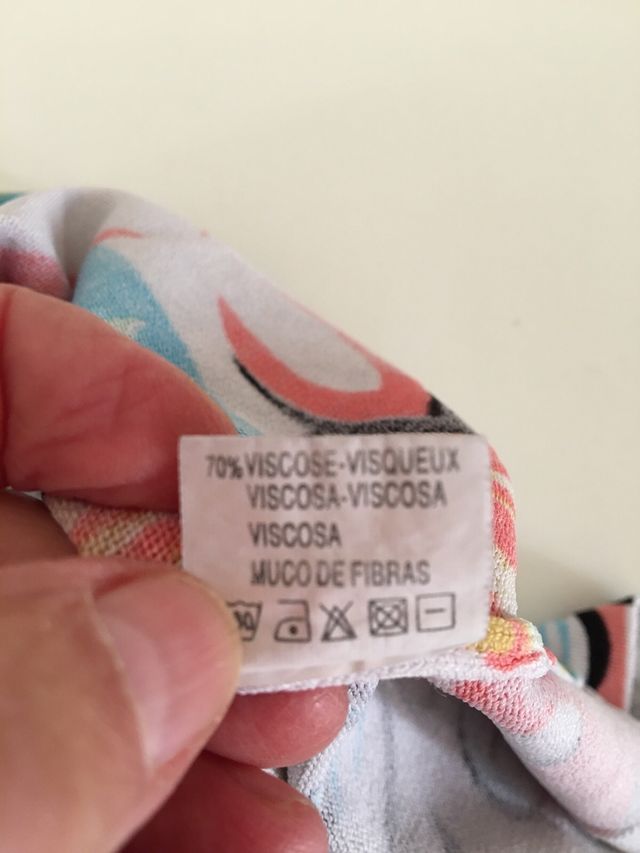 70% VISCOSE-VISQUEUX
VISCOSA-VISCOSA
VISCOSA
MUCO DE FIBRAS